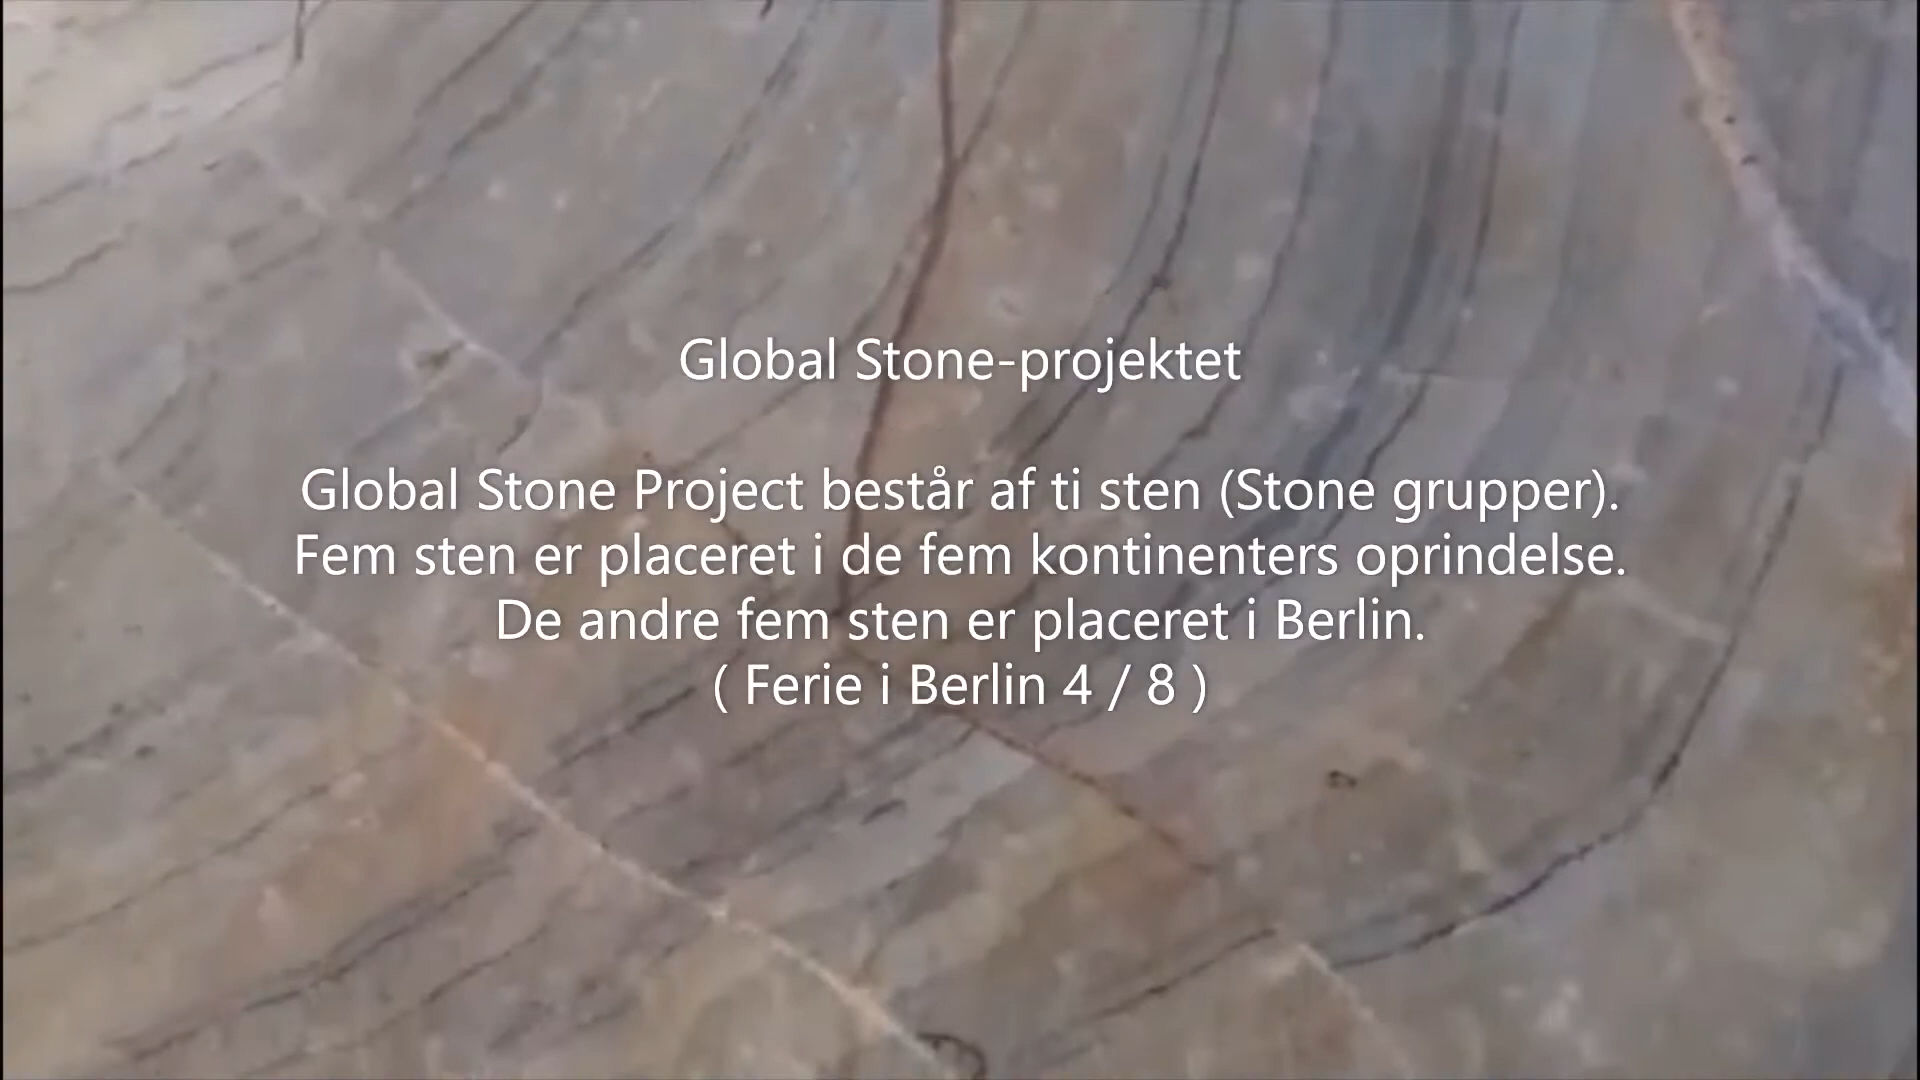 Global Stone-projektet
Global Stone Project består af ti sten (Stone grupper).
Fem sten er placeret i de fem kontinenters oprindelse.
De andre fem sten er placeret i Berlin.
( Ferie i Berlin 4 / 8 )